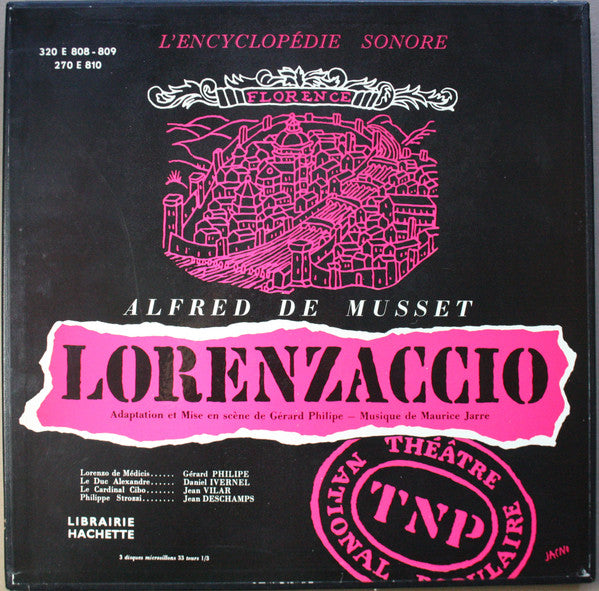 L'ENCYCLOPÉDIE SONORE
320 E 808 - 809
270 E 810
FLORENCE
ALFRED DE MUSSET
LORENZACCIO
Adaptation et Mise en scène de Gérard Philipe – Musique de Maurice Jarre
Lorenzo de Médicis...... Gérard PHILIPE
Le Duc Alexandre...... Daniel IVERNEL
Le Cardinal Cibo....... Jean VILAR
Philippe Strozzi........ Jean DESCHAMPS
THÉÂTRE
NATIONAL
POPULAIRE
TNP
LIBRAIRIE
HACHETTE
3 disques microsillons 33 tours 1/3
JACNO